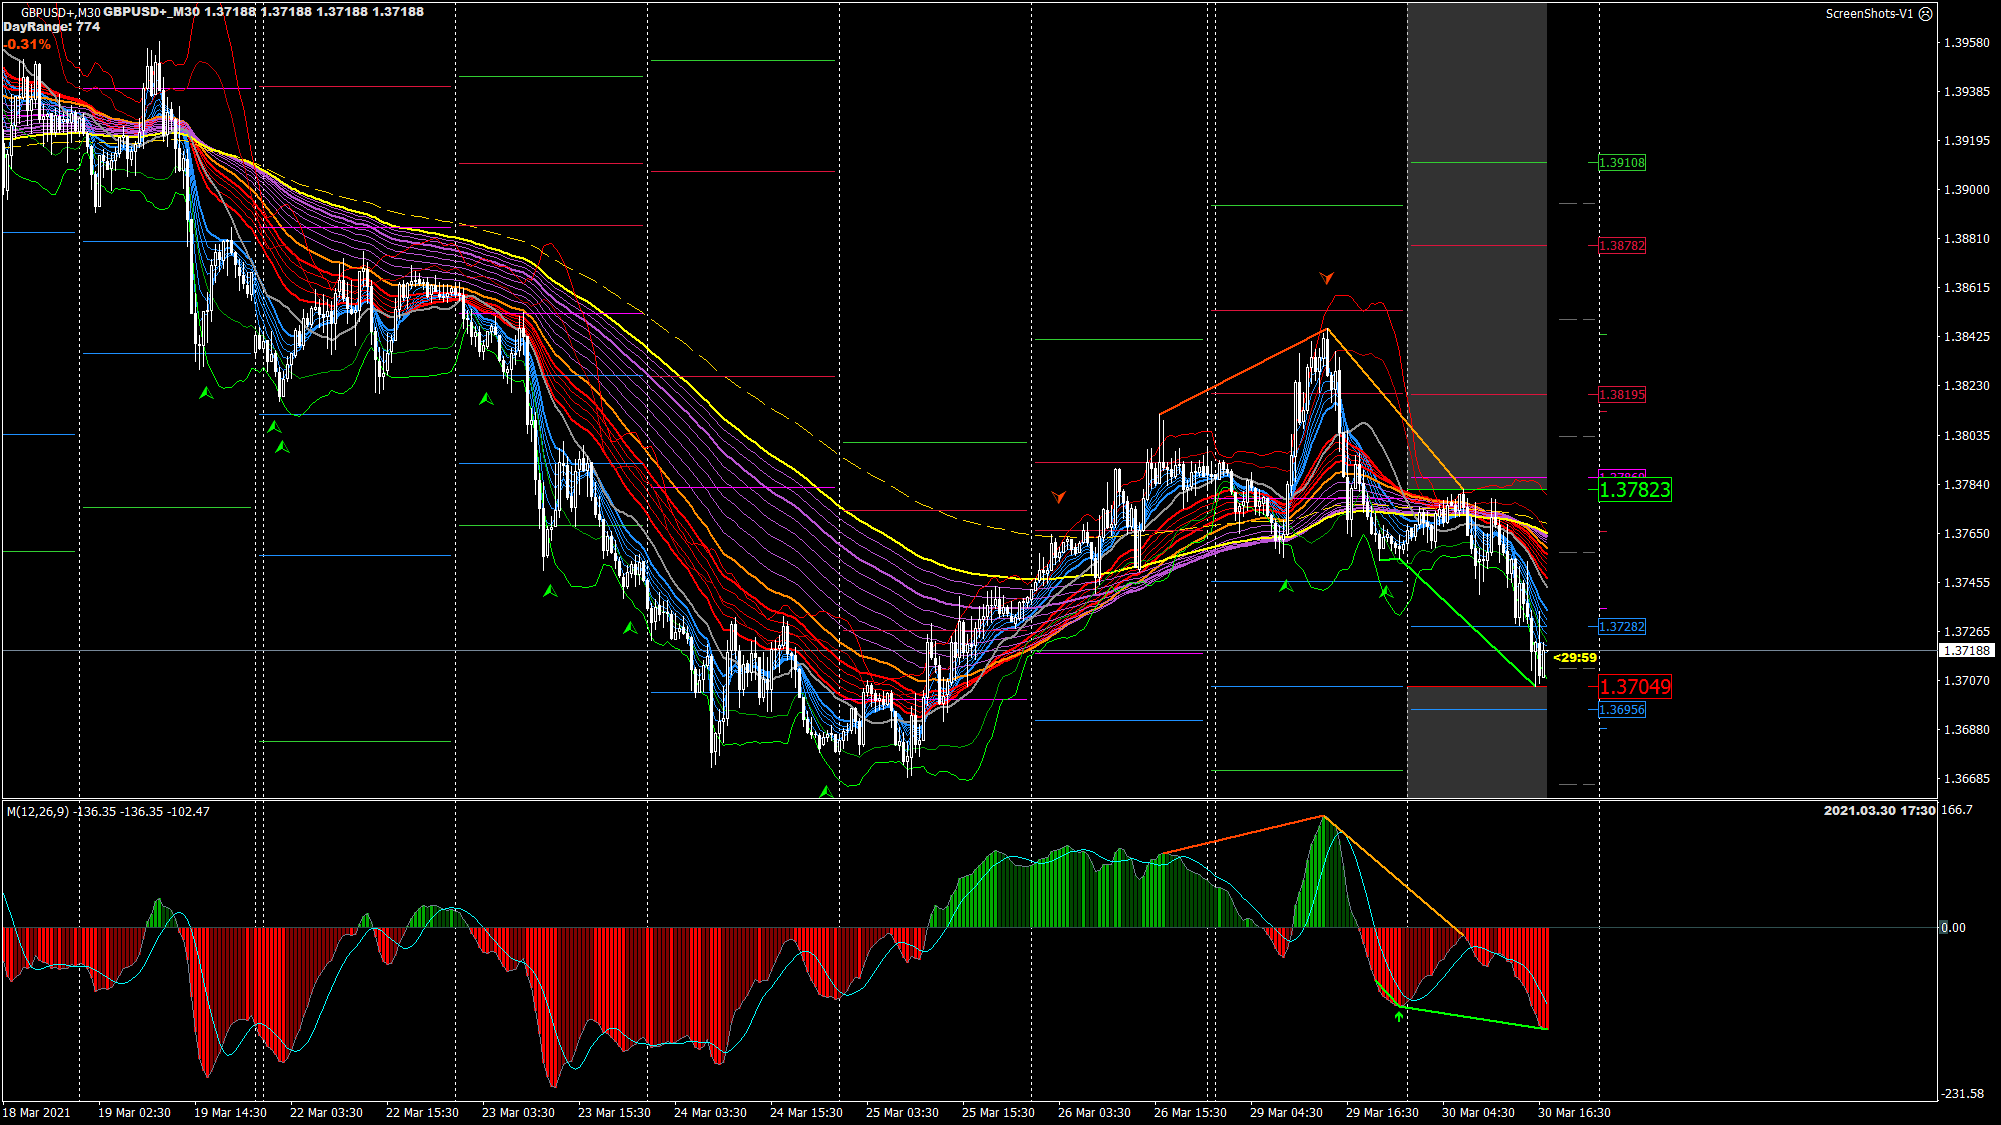 GBPUSD+,M30 GBPUSD+_M30 1.37188 1.37188 1.37188 1.37188
ScreenShots-V1
DayRange: 774
-0.31%
1.39580
1.39385
1.39195
1.39108
1.39000
1.38810
1.38782
1.38615
1.38425
1.38230
1.38195
1.38035
1.37823
1.37840
1.37650
1.37455
1.37282
1.37265
1.37188
<29:59
1.37070
1.37049
1.36956
1.36880
1.36685
M(12,26,9) -136.35 -136.35 -102.47
2021.03.30 17:30
166.7
0.00
-231.58
18 Mar 2021
19 Mar 02:30
19 Mar 14:30
22 Mar 03:30
22 Mar 15:30
23 Mar 03:30
23 Mar 15:30
24 Mar 03:30
24 Mar 15:30
25 Mar 03:30
25 Mar 15:30
26 Mar 03:30
26 Mar 15:30
29 Mar 04:30
29 Mar 16:30
30 Mar 04:30
30 Mar 16:30